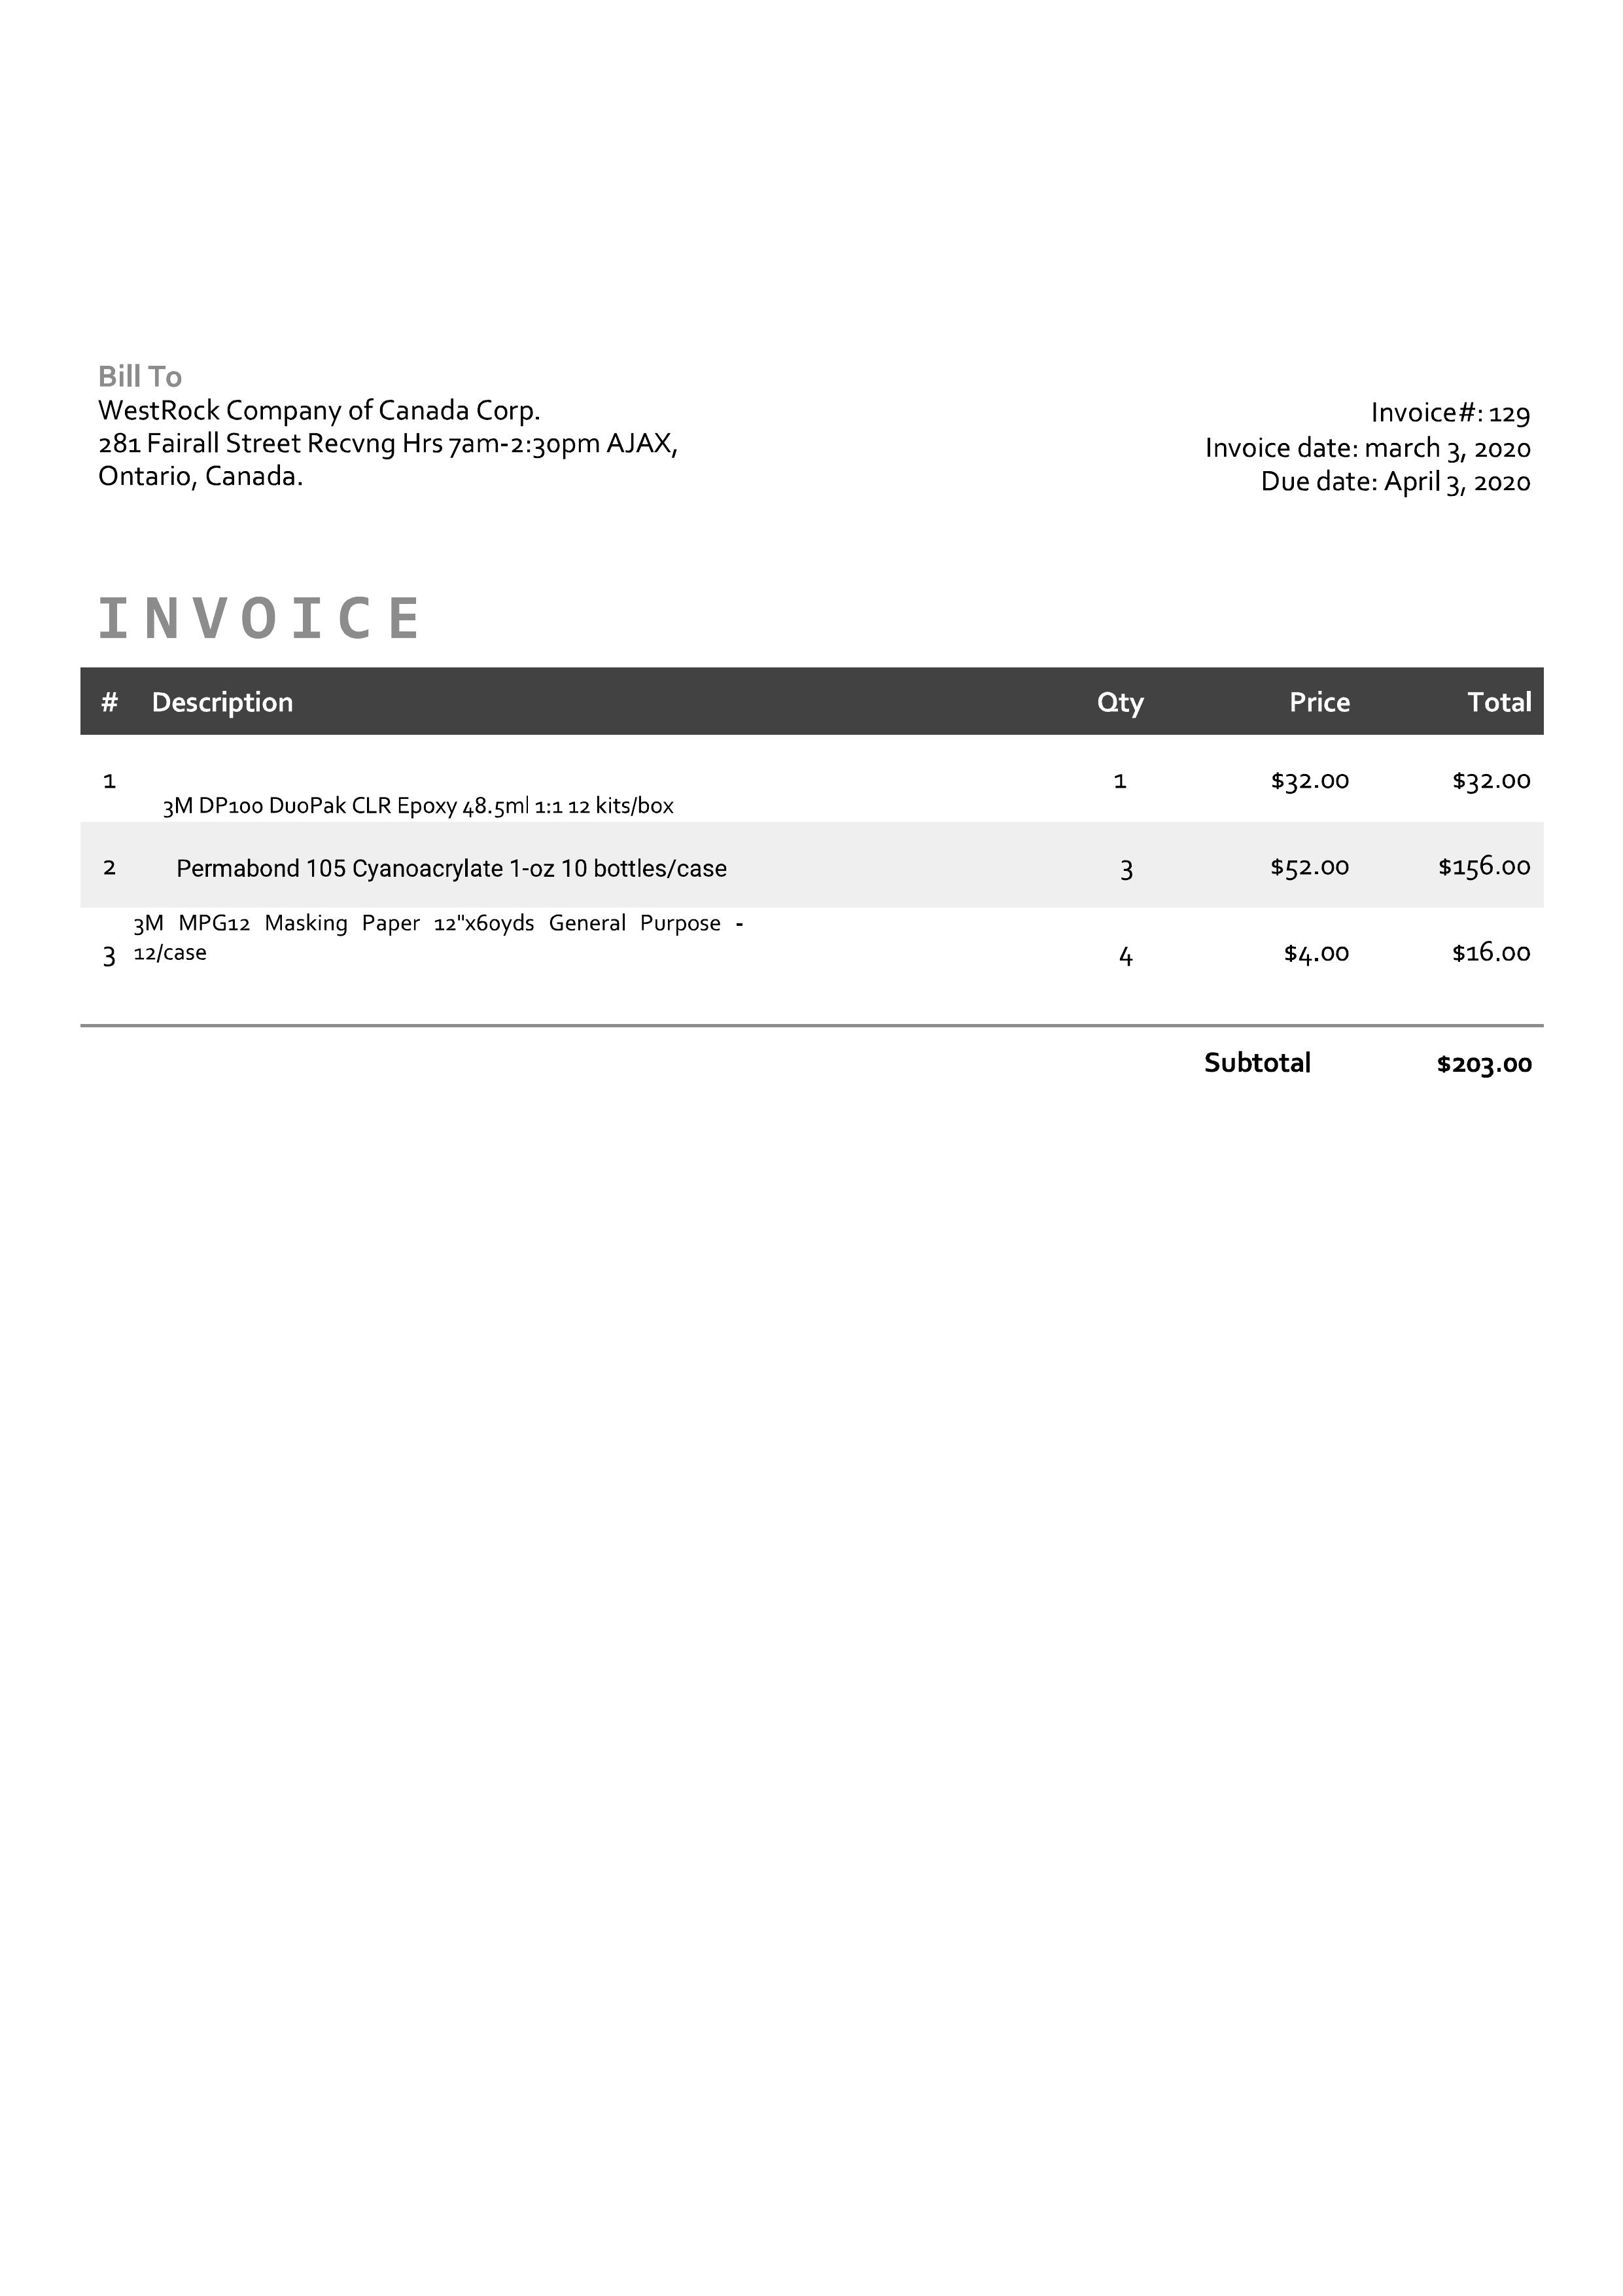 Bill To
WestRock Company of Canada Corp.
281 Fairall Street Recvng Hrs 7am-2:30pm AJAX,
Ontario, Canada.
Invoice#: 129
Invoice date: march 3, 2020
Due date: April 3, 2020
INVOICE
# Description Qty Price Total
1 3M DP100 DuoPak CLR Epoxy 48.5ml 1:1 12 kits/box 1 $32.00 $32.00
2 Permabond 105 Cyanoacrylate 1-oz 10 bottles/case 3 $52.00 $156.00
3M MPG12 Masking Paper 12"x60yds General Purpose -
3 12/case 4 $4.00 $16.00
Subtotal $203.00